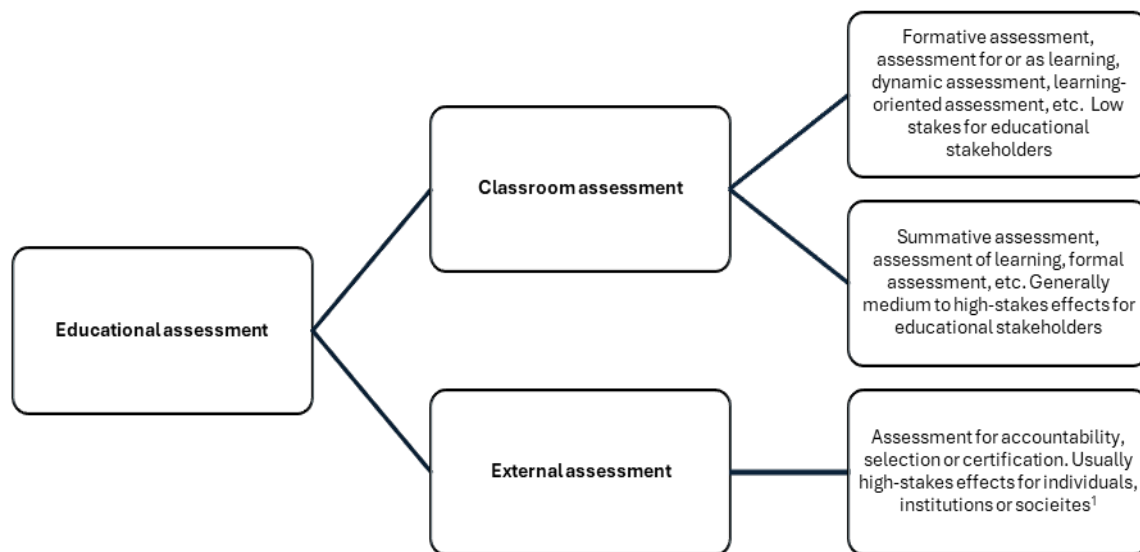 Formative assessment,
assessment for or as learning,
dynamic assessment, learning-
oriented assessment, etc. Low
stakes for educational
stakeholders
Classroom assessment
Summative assessment,
assessment of learning, formal
assessment, etc. Generally
medium to high-stakes effects for
educational stakeholders
Educational assessment
Assessment for accountability,
selection or certification. Usually
high-stakes effects for individuals,
institutions or socieites¹
External assessment